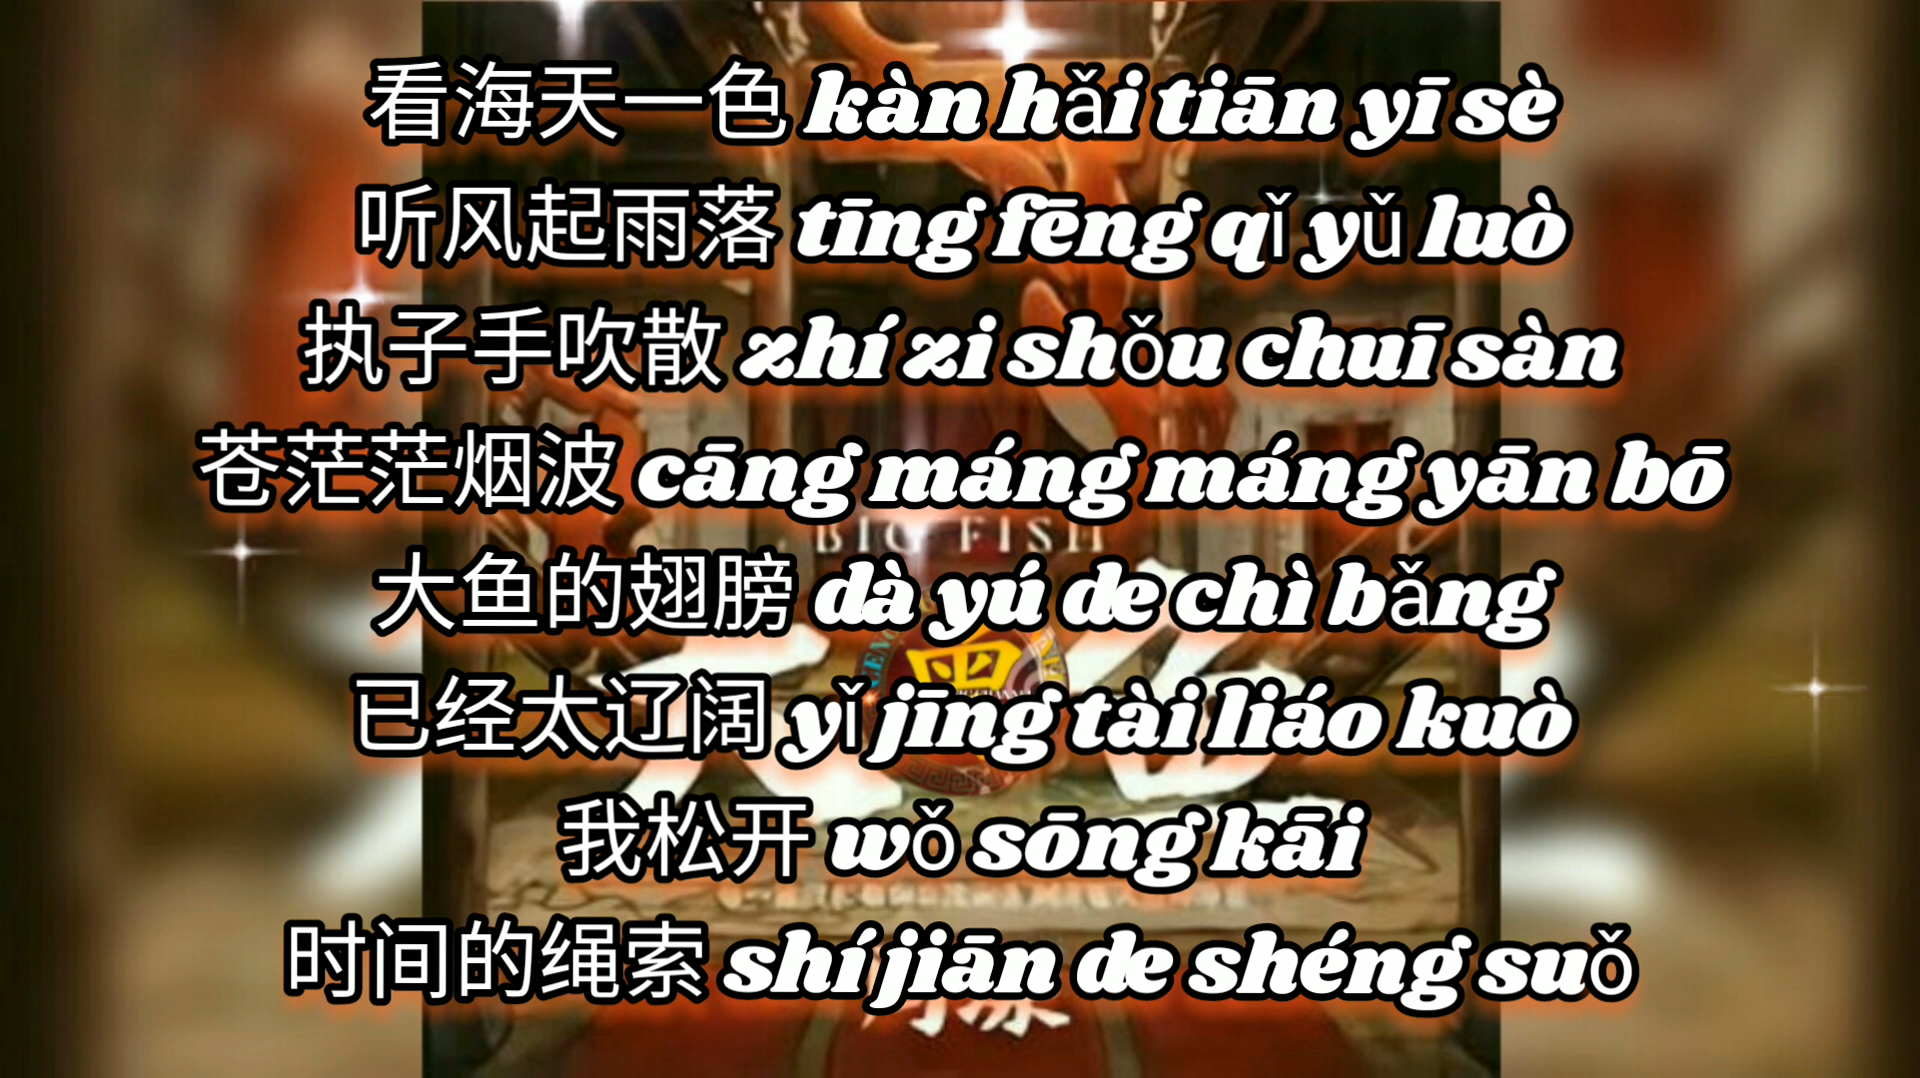 看海天一色 kàn hǎi tiān yī sè
听风起雨落 tīng fēng qǐ yǔ luò
执子手吹散 zhí zi shǒu chuī sàn
苍茫茫烟波 cāng máng máng yān bō
BIG FISH
大鱼的翅膀 dà yú de chì bǎng
已经太辽阔 yǐ jīng tài liáo kuò
我松开 wǒ sōng kāi
时间的绳索 shí jiān de shéng suǒ